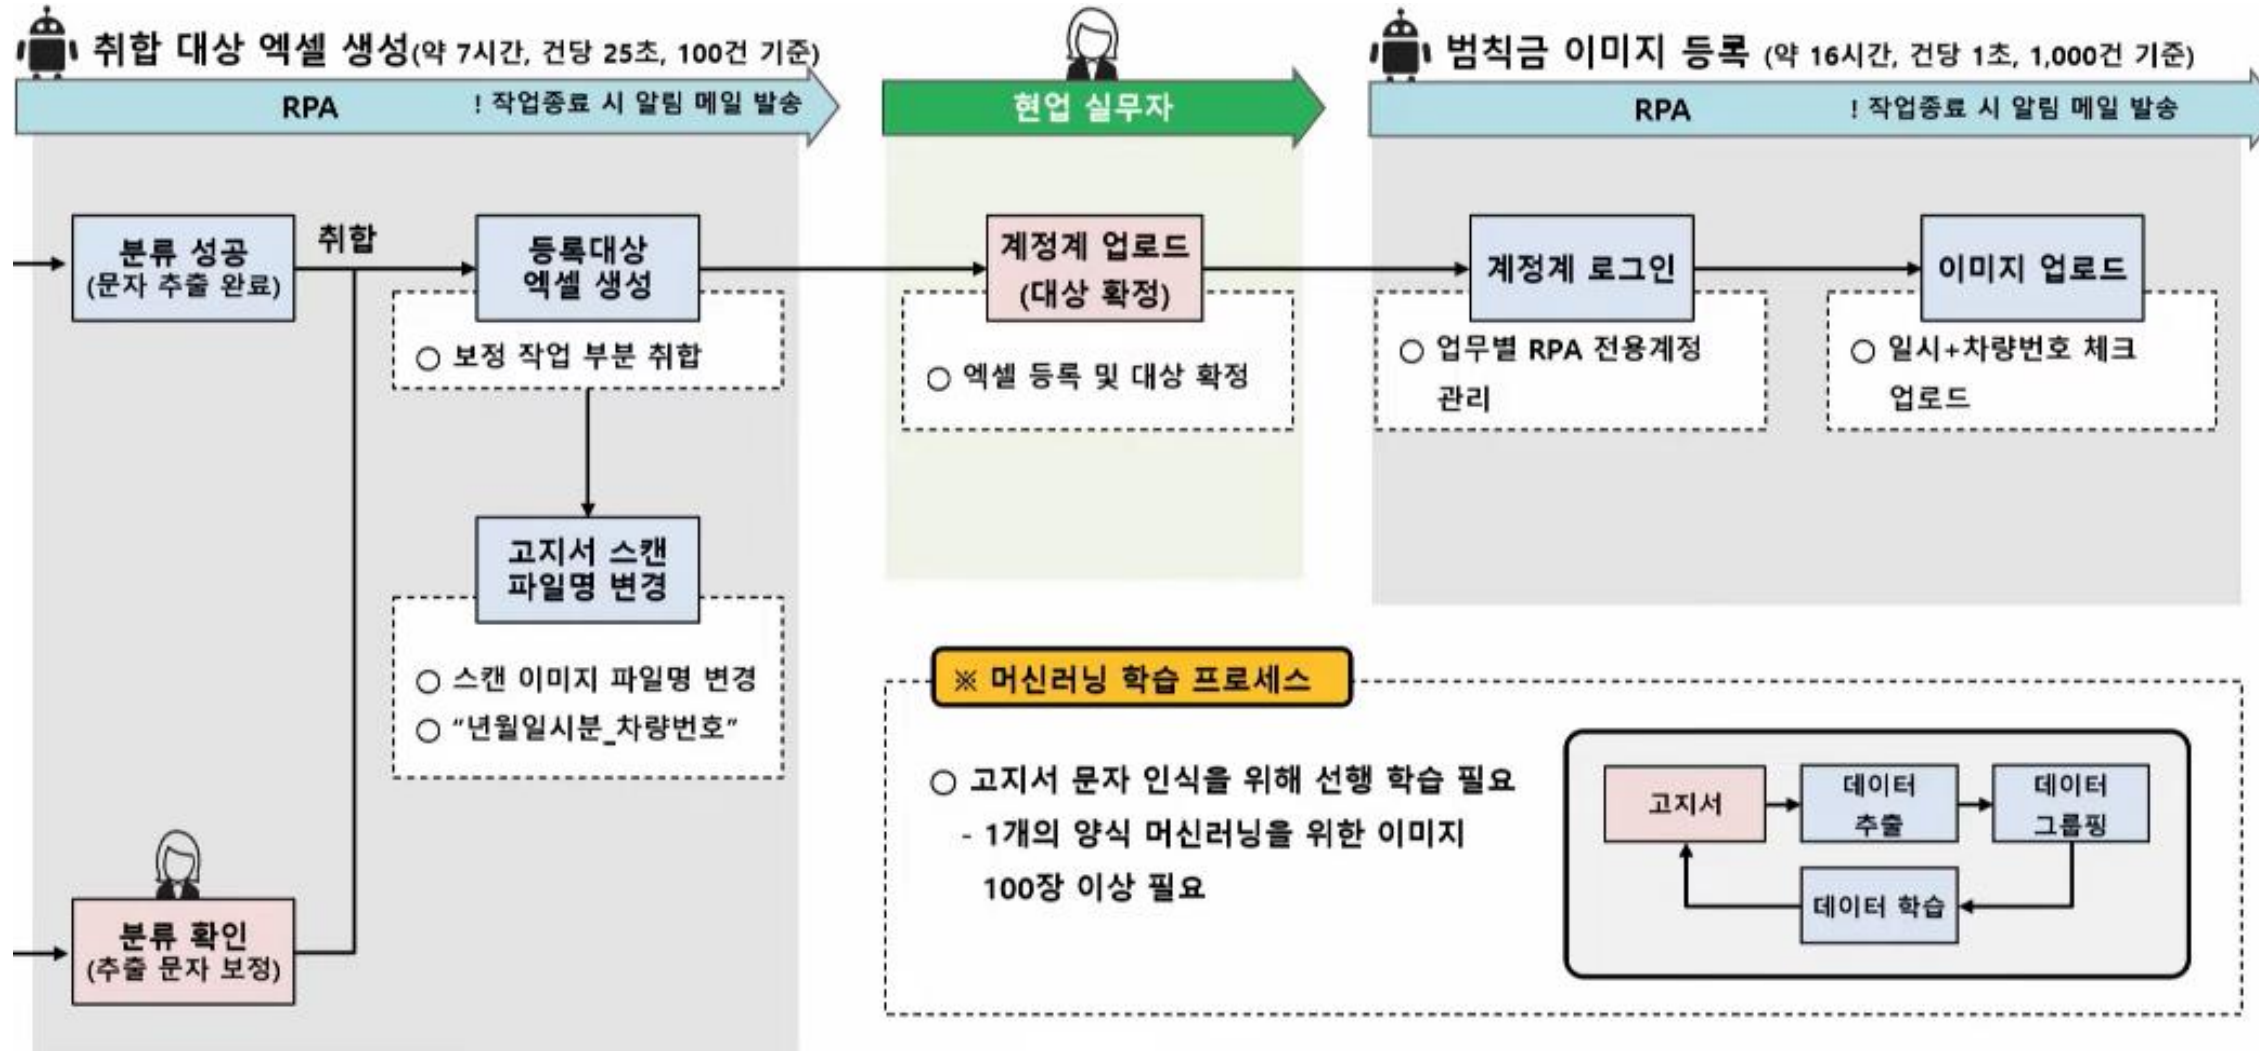 취합 대상 엑셀 생성(약 7시간, 건당 25초, 100건 기준)
RPA
! 작업종료 시 알림 메일 발송
분류 성공
(문자 추출 완료)
취합
등록대상
엑셀 생성
○ 보정 작업 부분 취합
고지서 스캔
파일명 변경
○ 스캔 이미지 파일명 변경
○ “년월일시분_차량번호”
분류 확인
(추출 문자 보정)
현업 실무자
계정계 업로드
(대상 확정)
○ 엑셀 등록 및 대상 확정
범칙금 이미지 등록 (약 16시간, 건당 1초, 1,000건 기준)
RPA
! 작업종료 시 알림 메일 발송
계정계 로그인
○ 업무별 RPA 전용계정
관리
이미지 업로드
○ 일시+차량번호 체크
업로드
※ 머신러닝 학습 프로세스
○ 고지서 문자 인식을 위해 선행 학습 필요
- 1개의 양식 머신러닝을 위한 이미지
100장 이상 필요
고지서
데이터
추출
데이터
그룹핑
데이터 학습